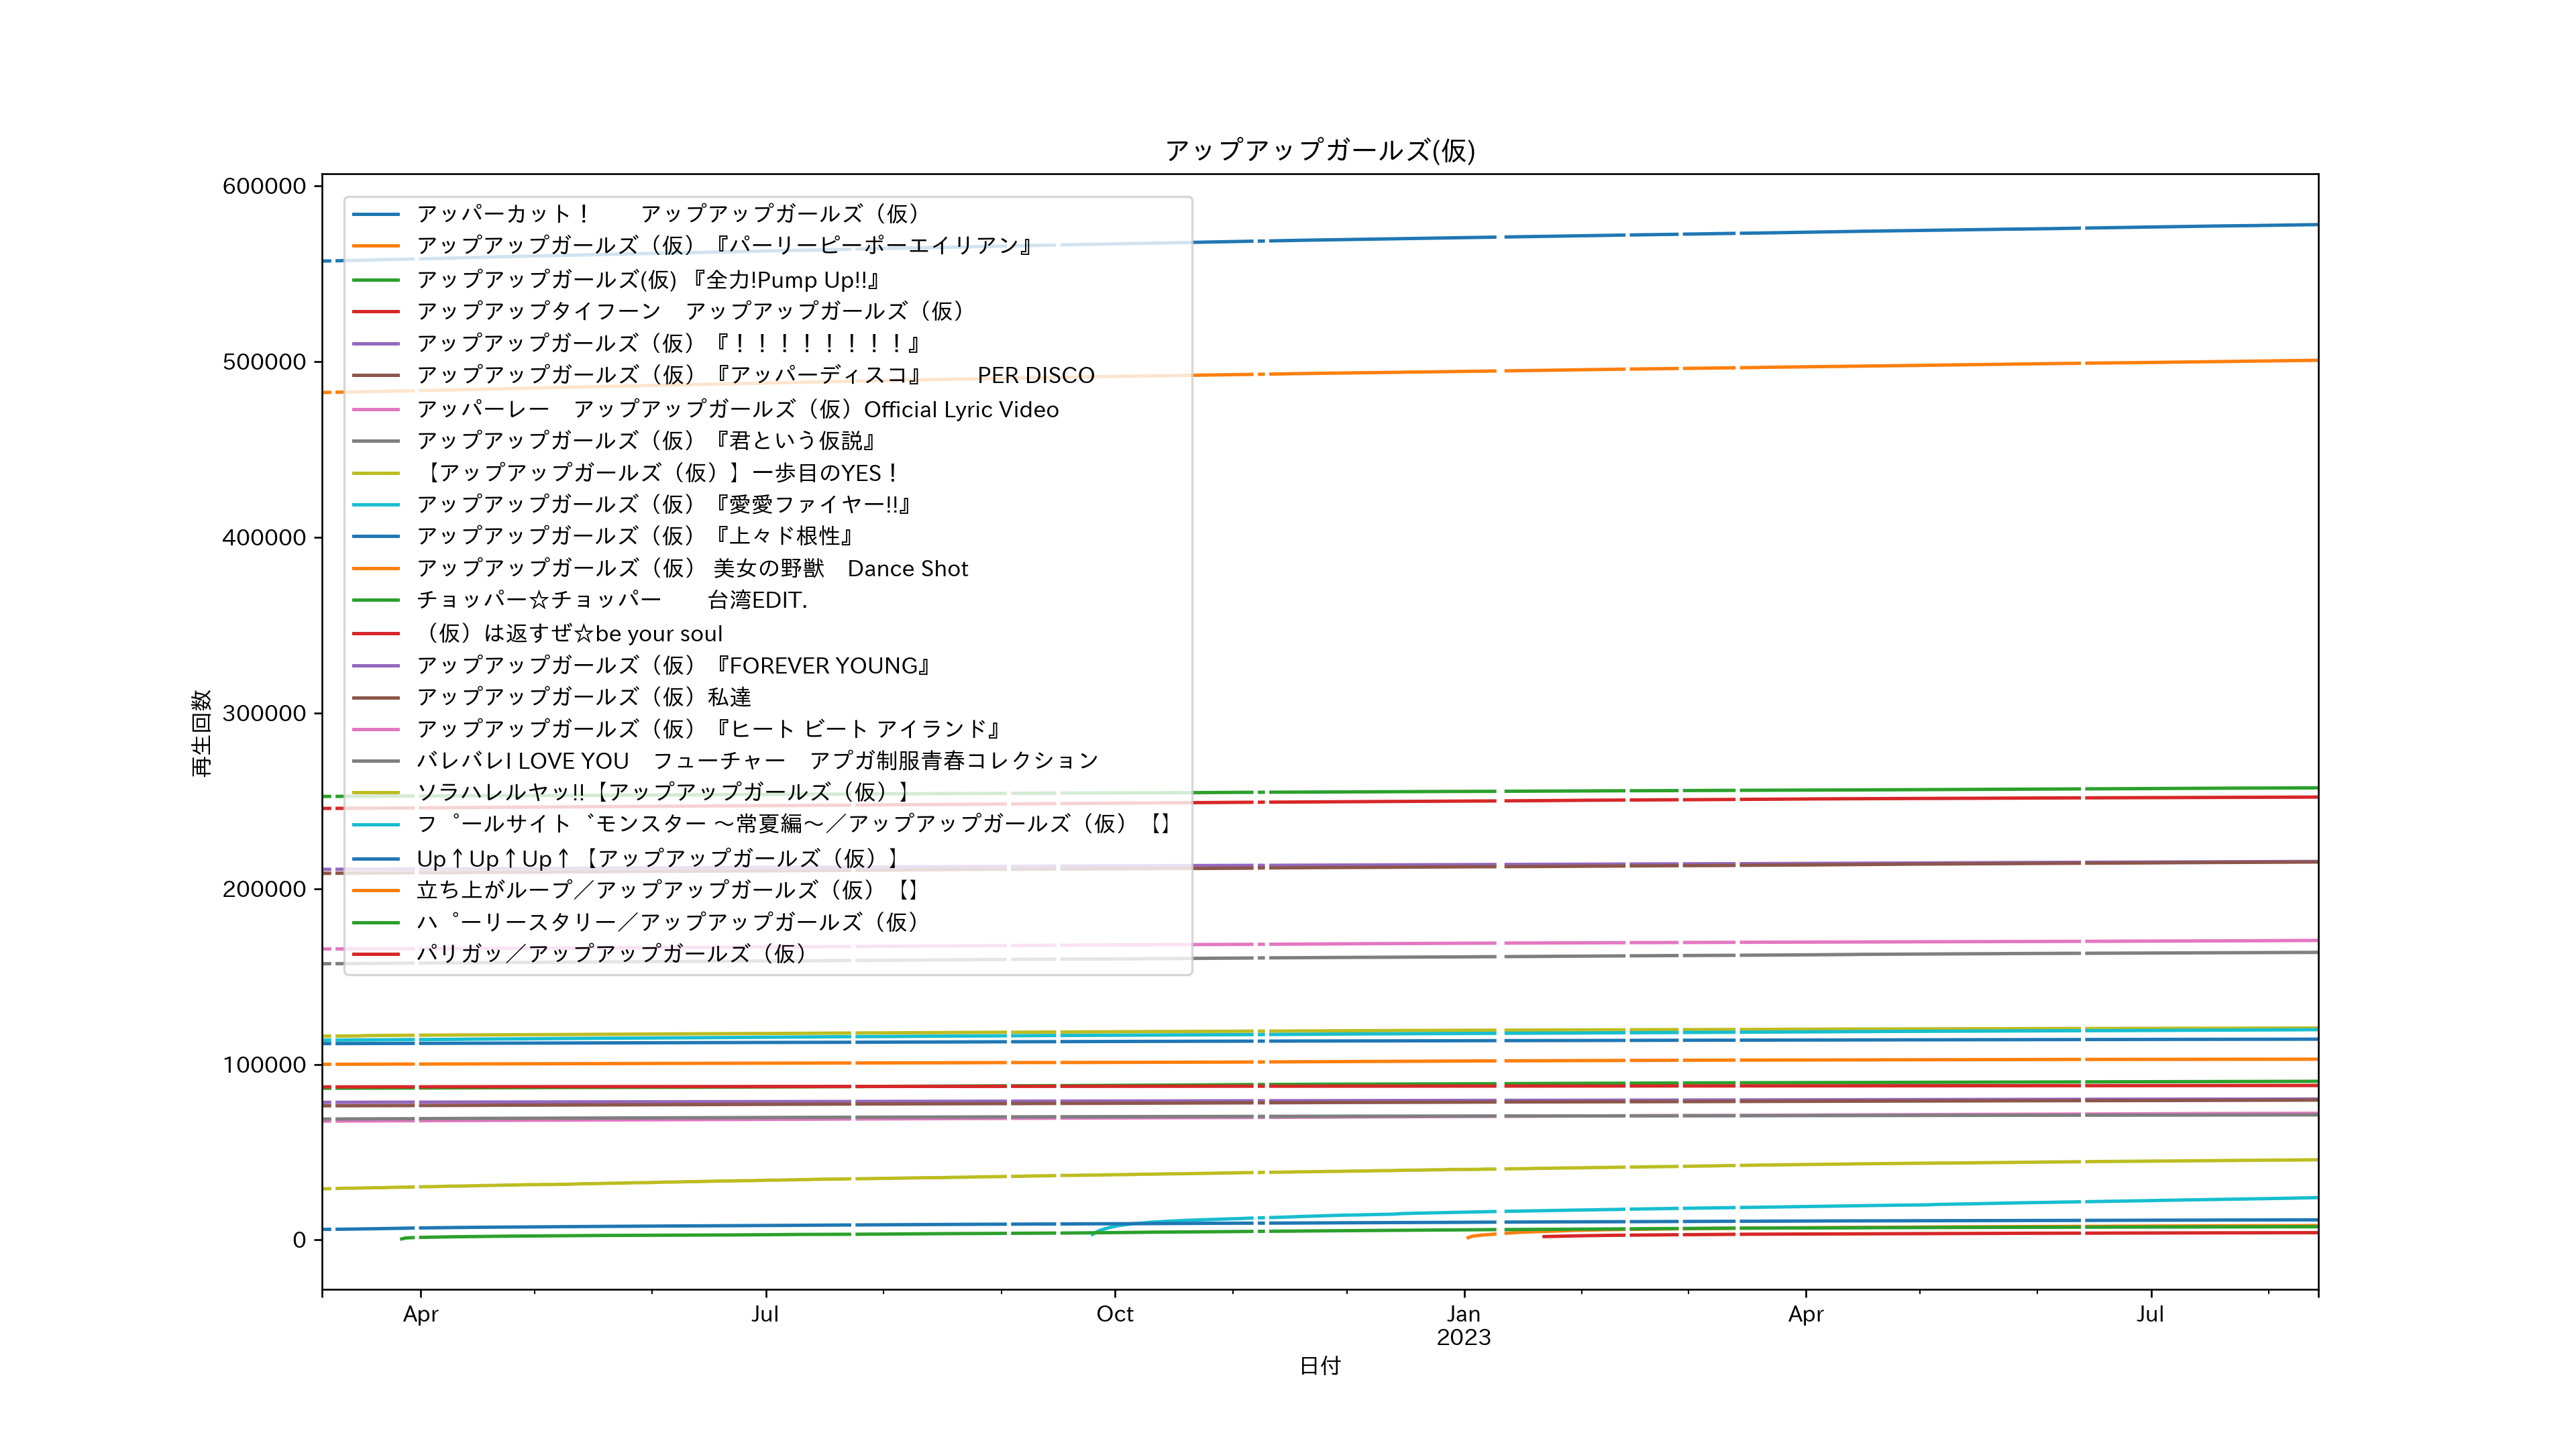 アップアップガールズ(仮)
600000
500000
400000
300000
200000
100000
0
再生回数
アッパーカット！　　アップアップガールズ（仮）
アップアップガールズ（仮）『パーリーピーポーエイリアン』
アップアップガールズ(仮) 『全力!Pump Up!!』
アップアップタイフーン　アップアップガールズ（仮）
アップアップガールズ（仮）『！！！！！！！！』
アップアップガールズ（仮）『アッパーディスコ』　　PER DISCO
アッパーレー　アップアップガールズ（仮）Official Lyric Video
アップアップガールズ（仮）『君という仮説』
【アップアップガールズ（仮）】一歩目のYES！
アップアップガールズ（仮）『愛愛ファイヤー!!』
アップアップガールズ（仮）『上々ド根性』
アップアップガールズ（仮） 美女の野獣　Dance Shot
チョッパー☆チョッパー　　台湾EDIT.
（仮）は返すぜ☆be your soul
アップアップガールズ（仮）『FOREVER YOUNG』
アップアップガールズ（仮）私達
アップアップガールズ（仮）『ヒート ビート アイランド』
バレバレI LOVE YOU　フューチャー　アプガ制服青春コレクション
ソラハレルヤッ!!【アップアップガールズ（仮）】
フ゜ールサイト゛モンスター ～常夏編～／アップアップガールズ（仮）【】
Up↑Up↑Up↑【アップアップガールズ（仮）】
立ち上がループ／アップアップガールズ（仮）【】
ハ゜ーリースタリー／アップアップガールズ（仮）
パリガッ／アップアップガールズ（仮）
Apr
Jul
Oct
Jan
2023
Apr
Jul
日付